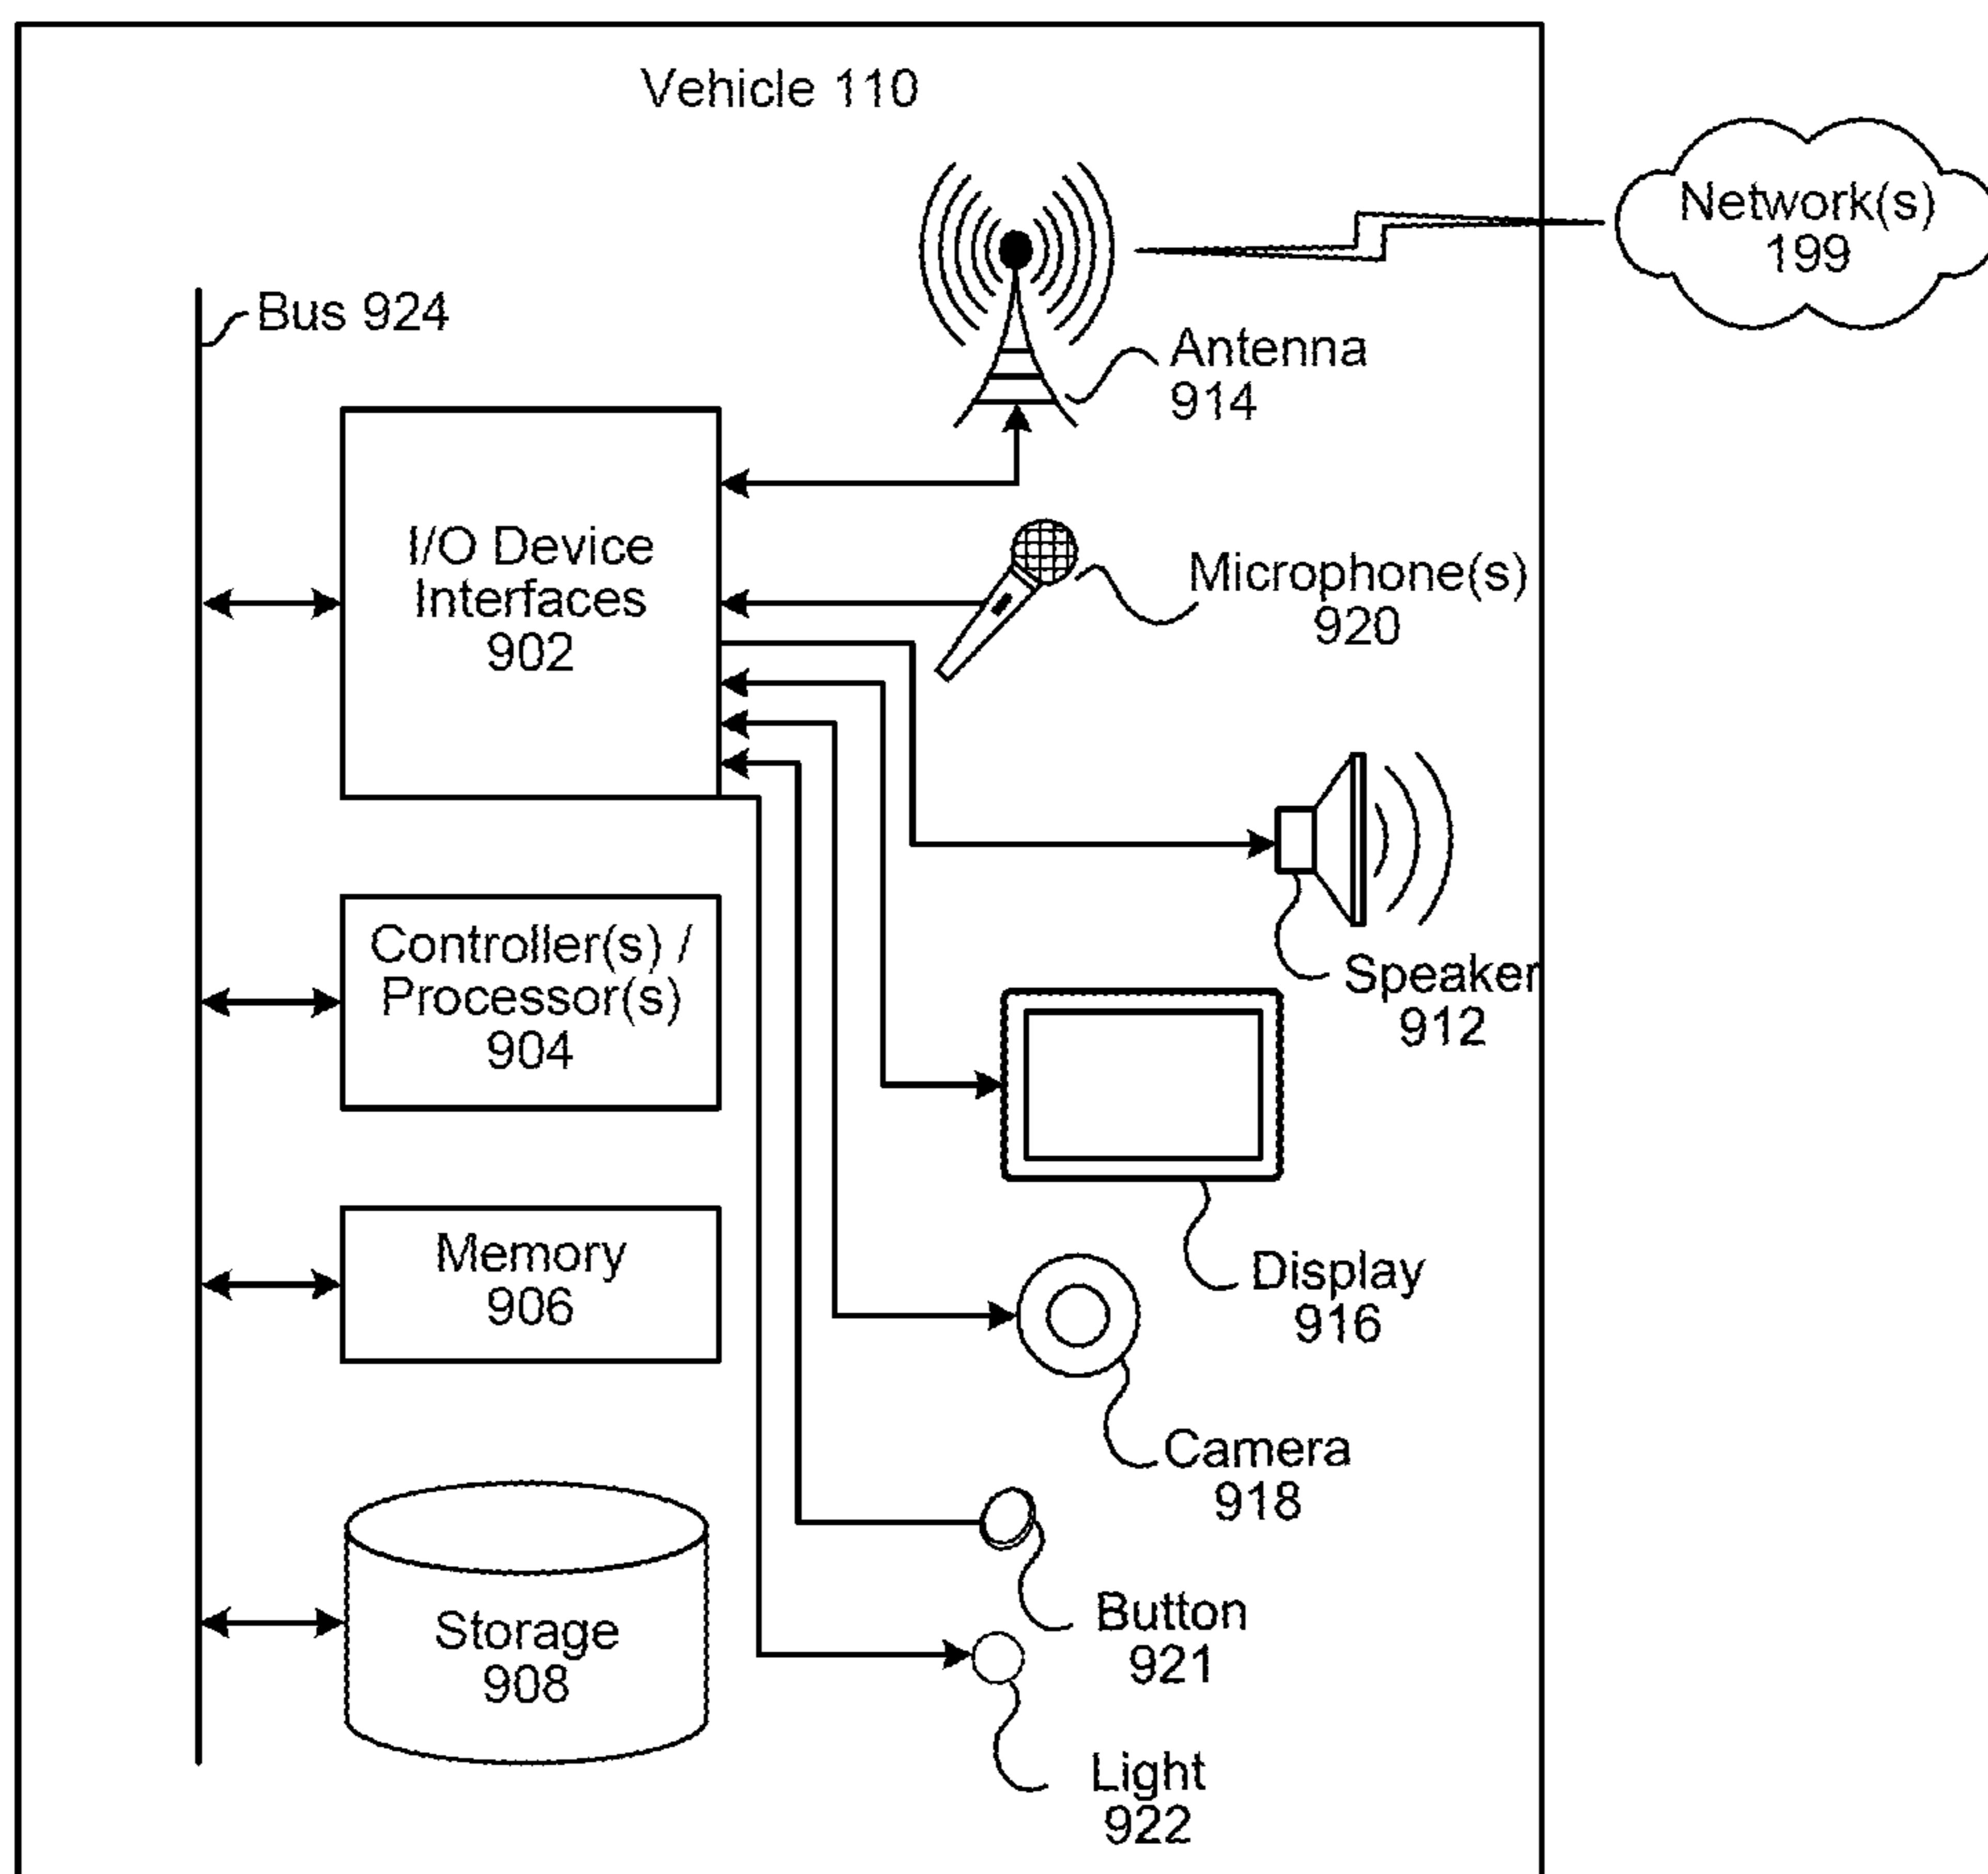 Vehicle 110
Network(s)
199
Bus 924
Antenna
914
I/O Device
Interfaces
902
Microphone(s)
920
Controller(s) /
Processor(s)
904
Speaker
912
Memory
906
Display
916
Camera
918
Storage
908
Button
921
Light
922